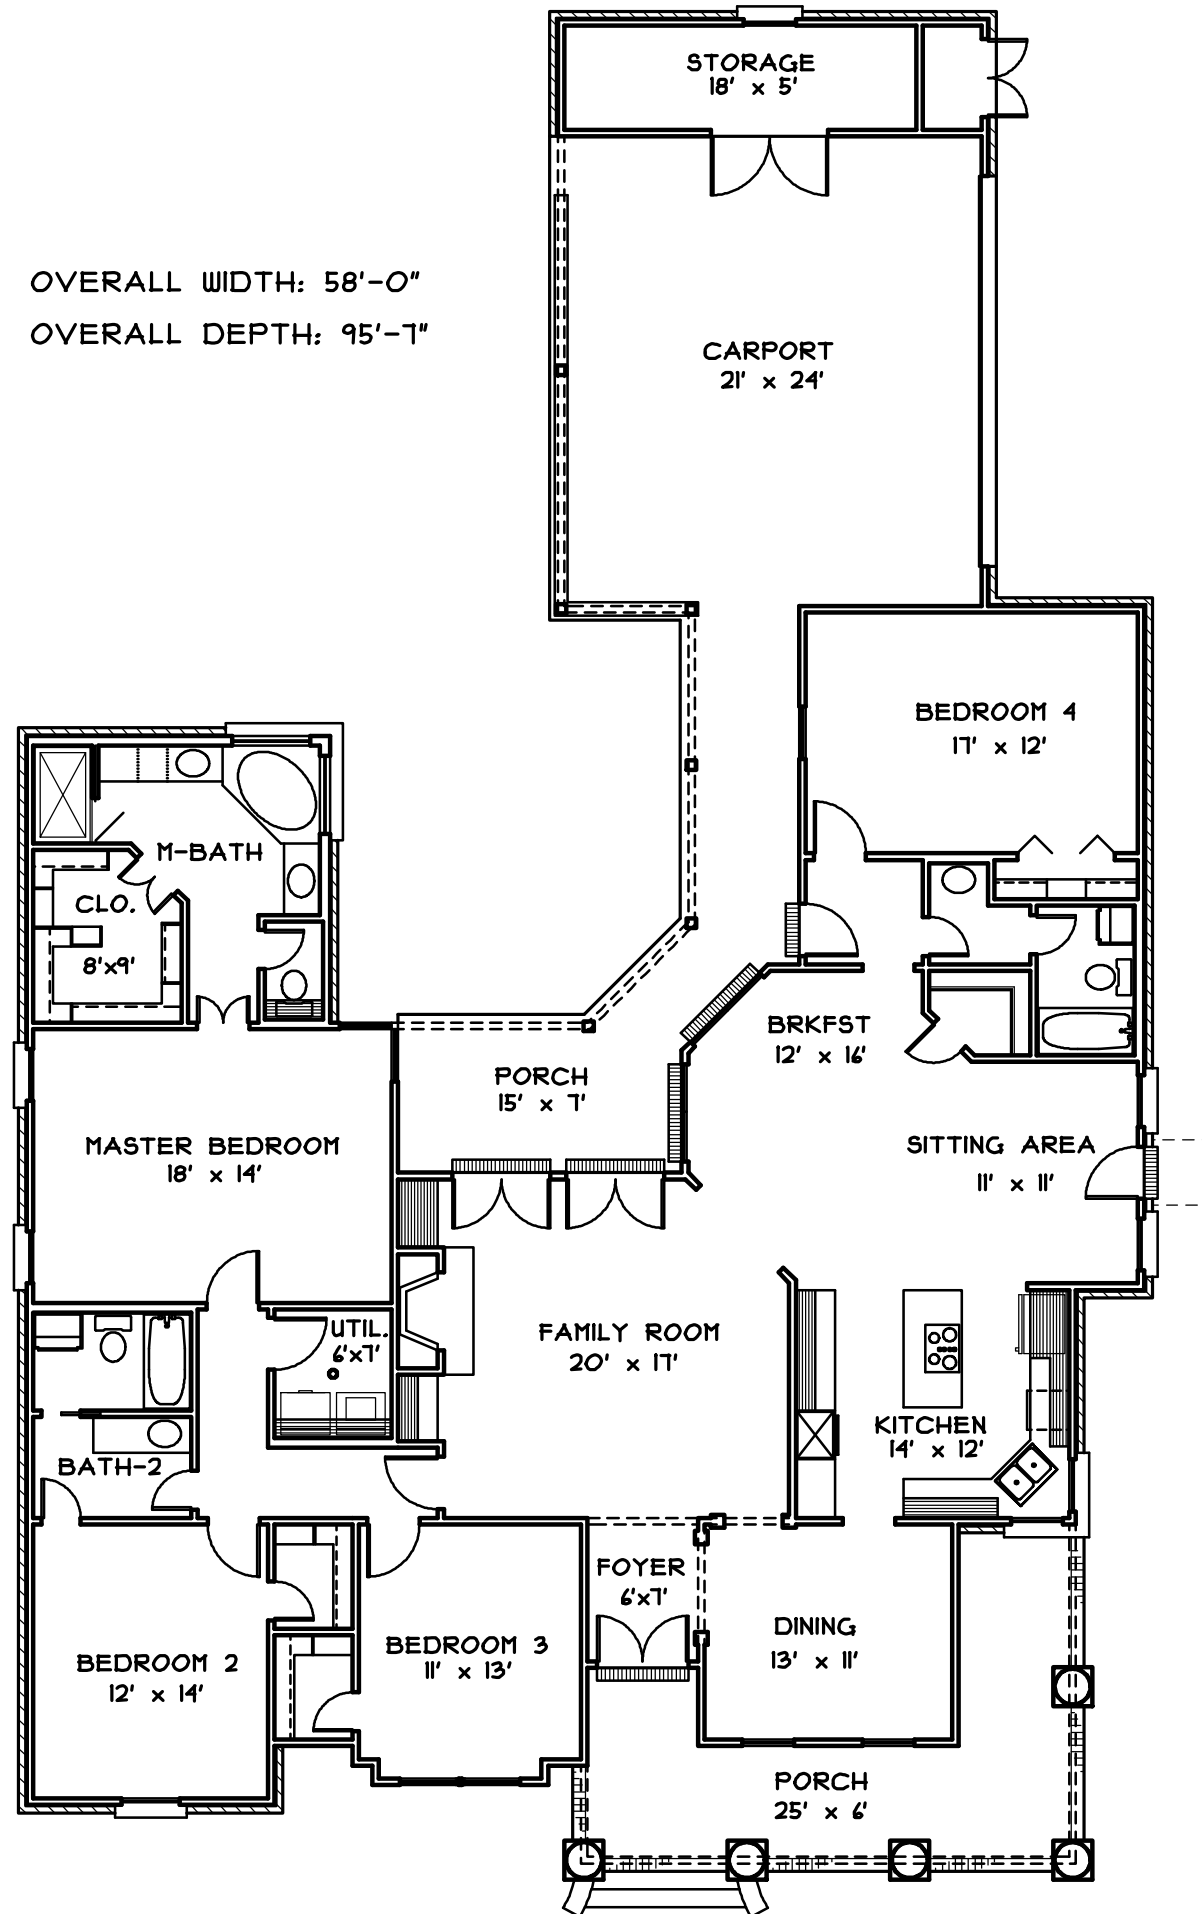 STORAGE
18' x 5'
OVERALL WIDTH: 58'-0"
OVERALL DEPTH: 95'-7"
CARPORT
21' x 24'
BEDROOM 4
17' x 12'
M-BATH
CLO.
8'x9'
BRKFST
12' x 16'
PORCH
15' x 7'
MASTER BEDROOM
18' x 14'
SITTING AREA
11' x 11'
UTIL.
6'x7'
FAMILY ROOM
20' x 17'
KITCHEN
14' x 12'
BATH-2
FOYER
6'x7'
DINING
13' x 11'
BEDROOM 3
11' x 13'
BEDROOM 2
12' x 14'
PORCH
25' x 6'